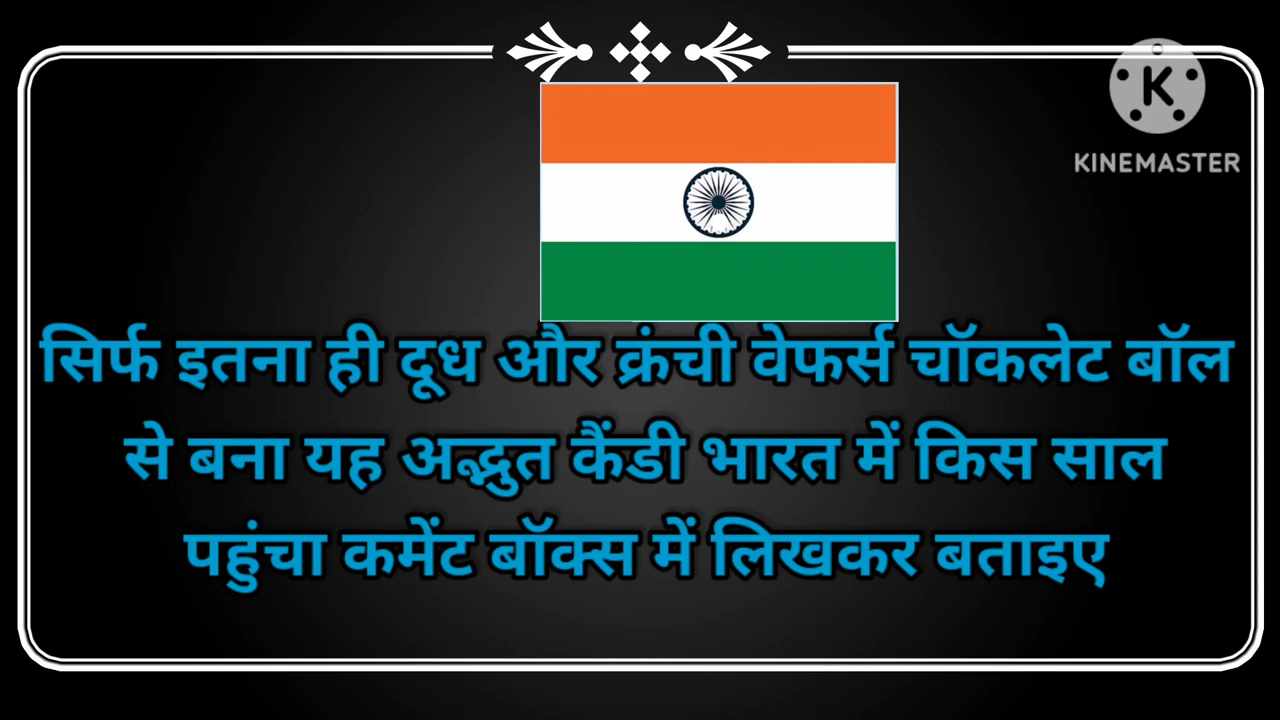 KINEMASTER
सिर्फ इतना ही दूध और क्रंची वेफर्स चॉकलेट बॉल
से बना यह अद्भुत कैंडी भारत में किस साल
पहुंचा कमेंट बॉक्स में लिखकर बताइए